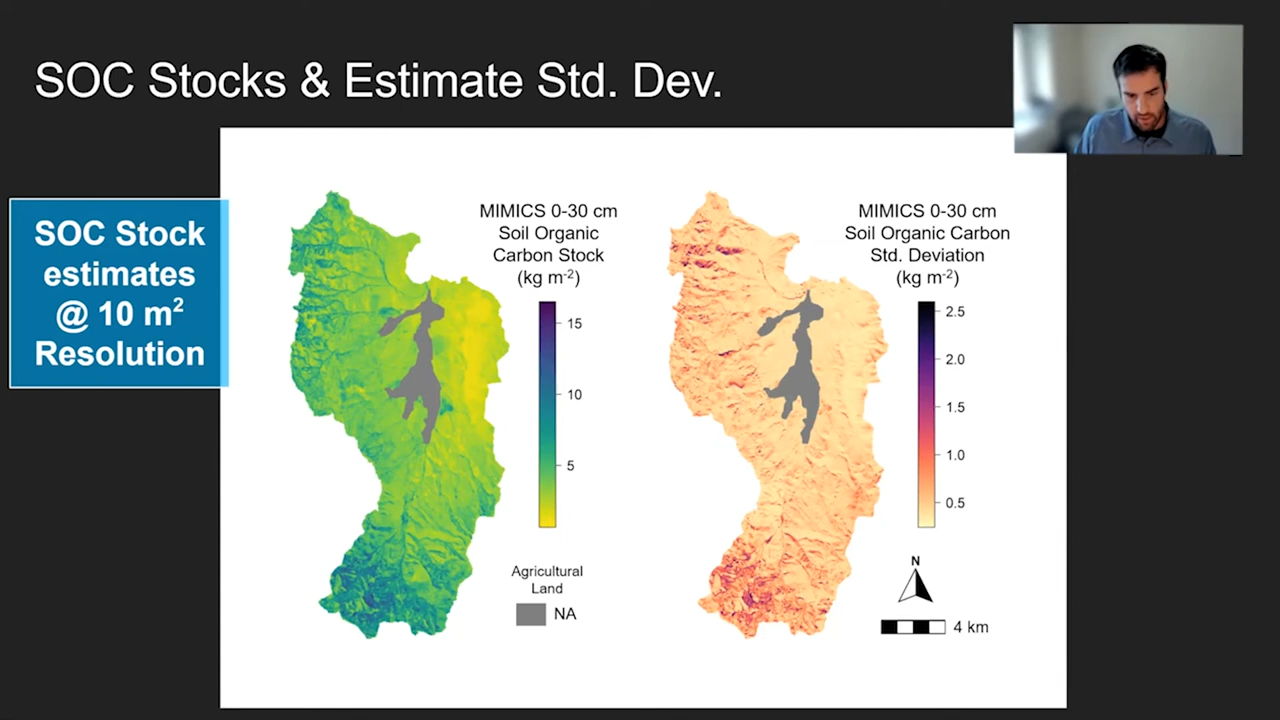 SOC Stocks & Estimate Std. Dev.
SOC Stock
estimates
@ 10 m²
Resolution
MIMICS 0-30 cm
Soil Organic
Carbon Stock
(kg m⁻²)
15
10
5
Agricultural
Land
NA
MIMICS 0-30 cm
Soil Organic Carbon
Std. Deviation
(kg m⁻²)
2.5
2.0
1.5
1.0
0.5
N
4 km